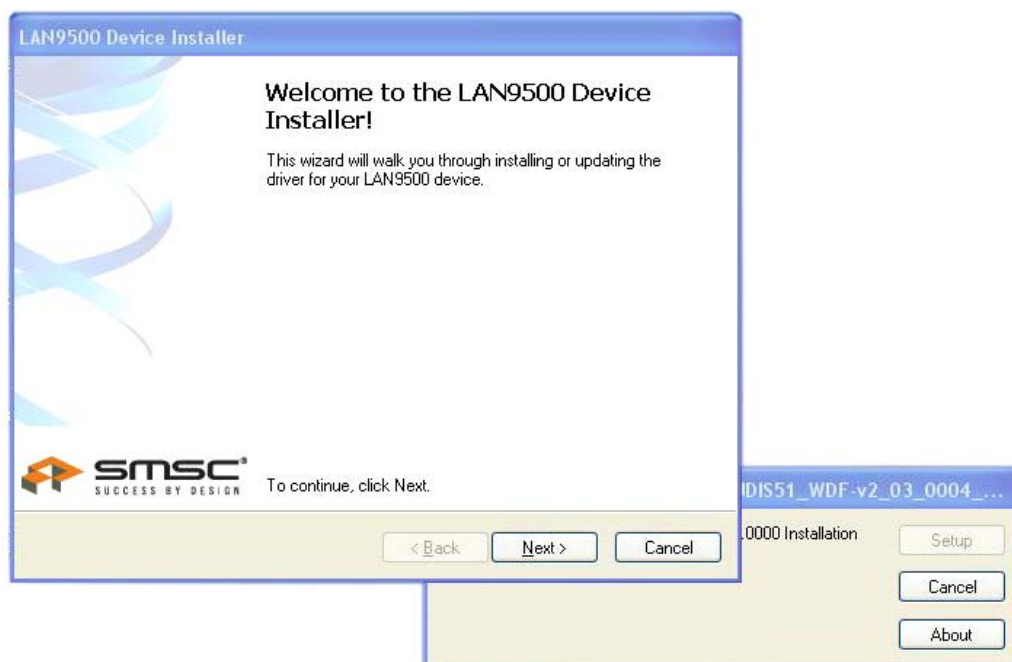 LAN9500 Device Installer
Welcome to the LAN9500 Device
Installer!
This wizard will walk you through installing or updating the
driver for your LAN9500 device.
smsc®
SUCCESS BY DESIGN
To continue, click Next.
< Back
Next >
Cancel
DIS51_WDF-v2_03_0004_...
.0000 Installation
Setup
Cancel
About